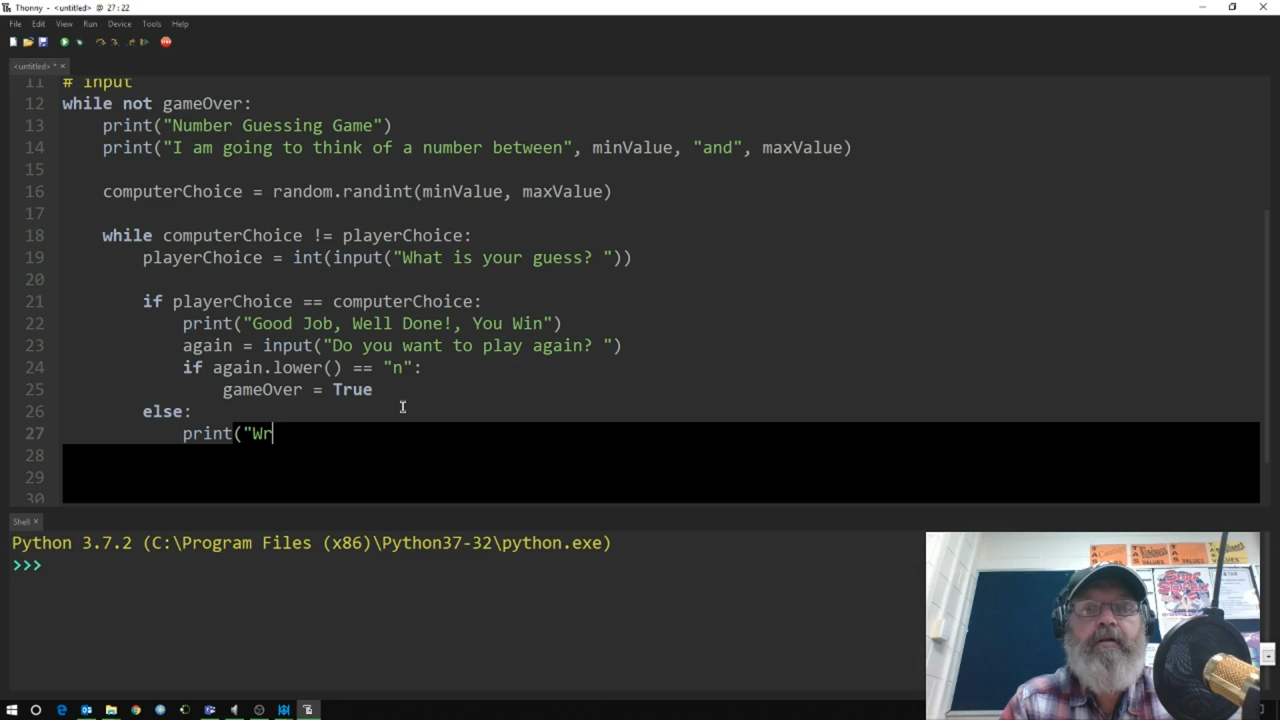 Thonny - <untitled> @ 27:22
File Edit View Run Device Tools Help
<untitled> * ×
11 # input
12 while not gameOver:
13 print("Number Guessing Game")
14 print("I am going to think of a number between", minValue, "and", maxValue)
15
16 computerChoice = random.randint(minValue, maxValue)
17
18 while computerChoice != playerChoice:
19 playerChoice = int(input("What is your guess? "))
20
21 if playerChoice == computerChoice:
22 print("Good Job, Well Done!, You Win")
23 again = input("Do you want to play again? ")
24 if again.lower() == "n":
25 gameOver = True
26 else:
27 print("Wr
28
29
30
Shell ×
Python 3.7.2 (C:\Program Files (x86)\Python37-32\python.exe)
>>>
VALUES VALUES VALUES